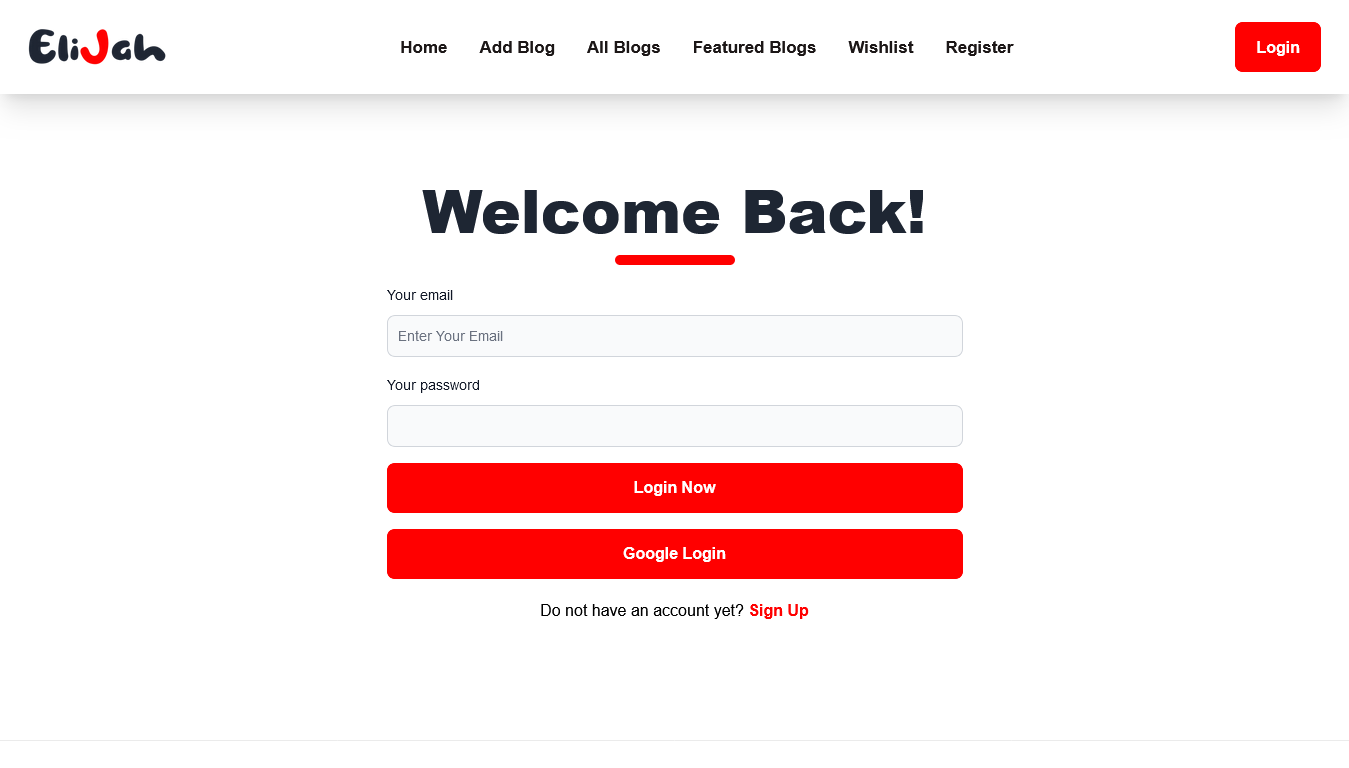 EliJah
Home Add Blog All Blogs Featured Blogs Wishlist Register Login
Welcome Back!
Your email
Enter Your Email
Your password
Login Now
Google Login
Do not have an account yet? Sign Up